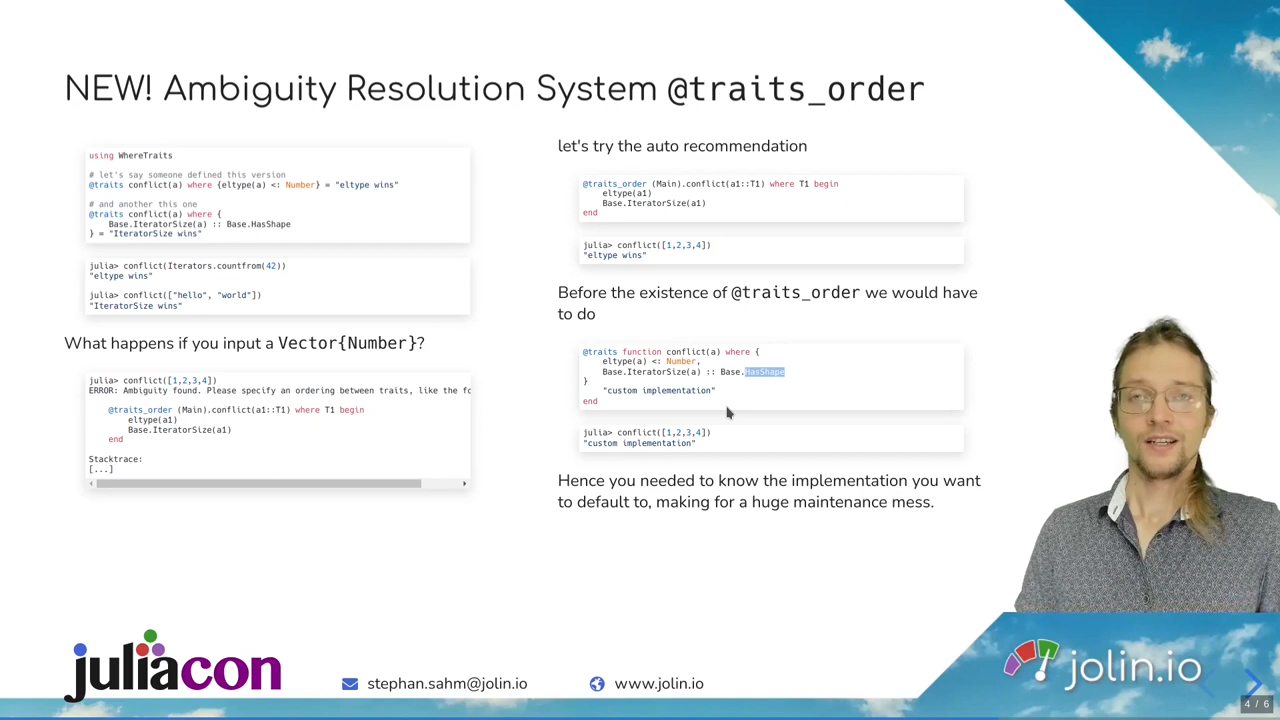 NEW! Ambiguity Resolution System @traits_order
using WhereTraits
# let's say someone defined this version
@traits conflict(a) where {eltype(a) <: Number} = "eltype wins"
# and another this one
@traits conflict(a) where {
    Base.IteratorSize(a) :: Base.HasShape
} = "IteratorSize wins"
julia> conflict(Iterators.countfrom(42))
"eltype wins"
julia> conflict(["hello", "world"])
"IteratorSize wins"
What happens if you input a Vector{Number}?
julia> conflict([1,2,3,4])
ERROR: Ambiguity found. Please specify an ordering between traits, like the fo
    @traits_order (Main).conflict(a1::T1) where T1 begin
        eltype(a1)
        Base.IteratorSize(a1)
    end
Stacktrace:
[...]
let's try the auto recommendation
@traits_order (Main).conflict(a1::T1) where T1 begin
    eltype(a1)
    Base.IteratorSize(a1)
end
julia> conflict([1,2,3,4])
"eltype wins"
Before the existence of @traits_order we would have
to do
@traits function conflict(a) where {
    eltype(a) <: Number,
    Base.IteratorSize(a) :: Base.HasShape
}
    "custom implementation"
end
julia> conflict([1,2,3,4])
"custom implementation"
Hence you needed to know the implementation you want
to default to, making for a huge maintenance mess.
juliacon
stephan.sahm@jolin.io
www.jolin.io
jolin.io
4 / 6